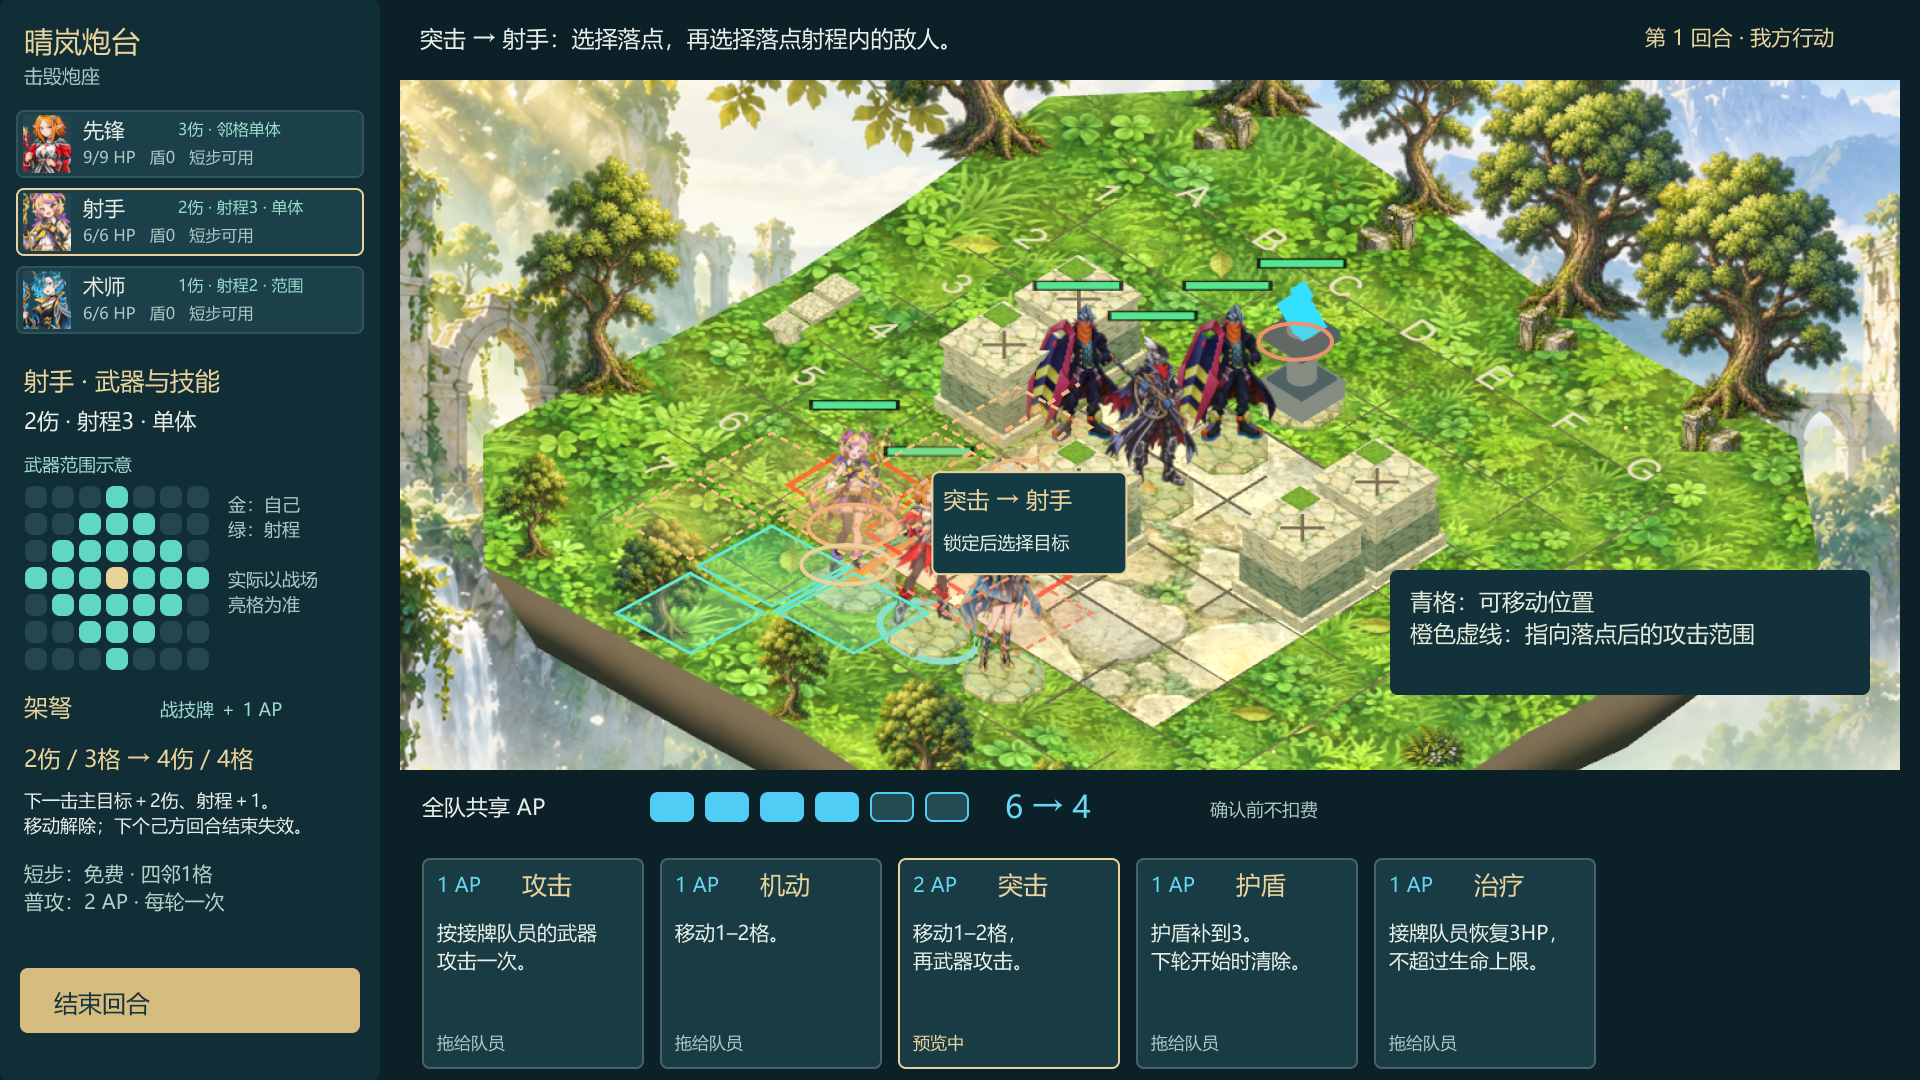 晴岚炮台
击毁炮座
突击 → 射手：选择落点，再选择落点射程内的敌人。
第 1 回合 · 我方行动
先锋
3伤 · 邻格单体
9/9 HP 盾0 短步可用
射手
2伤 · 射程3 · 单体
6/6 HP 盾0 短步可用
术师
1伤 · 射程2 · 范围
6/6 HP 盾0 短步可用
射手 · 武器与技能
2伤 · 射程3 · 单体
武器范围示意
金：自己
绿：射程
实际以战场
亮格为准
架弩
战技牌 + 1 AP
2伤 / 3格 → 4伤 / 4格
下一击主目标＋2伤、射程＋1。
移动解除；下个己方回合结束失效。
短步：免费 · 四邻1格
普攻：2 AP · 每轮一次
结束回合
1
2
3
4
5
6
7
A
B
C
D
E
F
G
突击 → 射手
锁定后选择目标
青格：可移动位置
橙色虚线：指向落点后的攻击范围
全队共享 AP
6 → 4
确认前不扣费
1 AP 攻击
按接牌队员的武器
攻击一次。
拖给队员
1 AP 机动
移动1–2格。
拖给队员
2 AP 突击
移动1–2格，
再武器攻击。
预览中
1 AP 护盾
护盾补到3。
下轮开始时清除。
拖给队员
1 AP 治疗
接牌队员恢复3HP，
不超过生命上限。
拖给队员